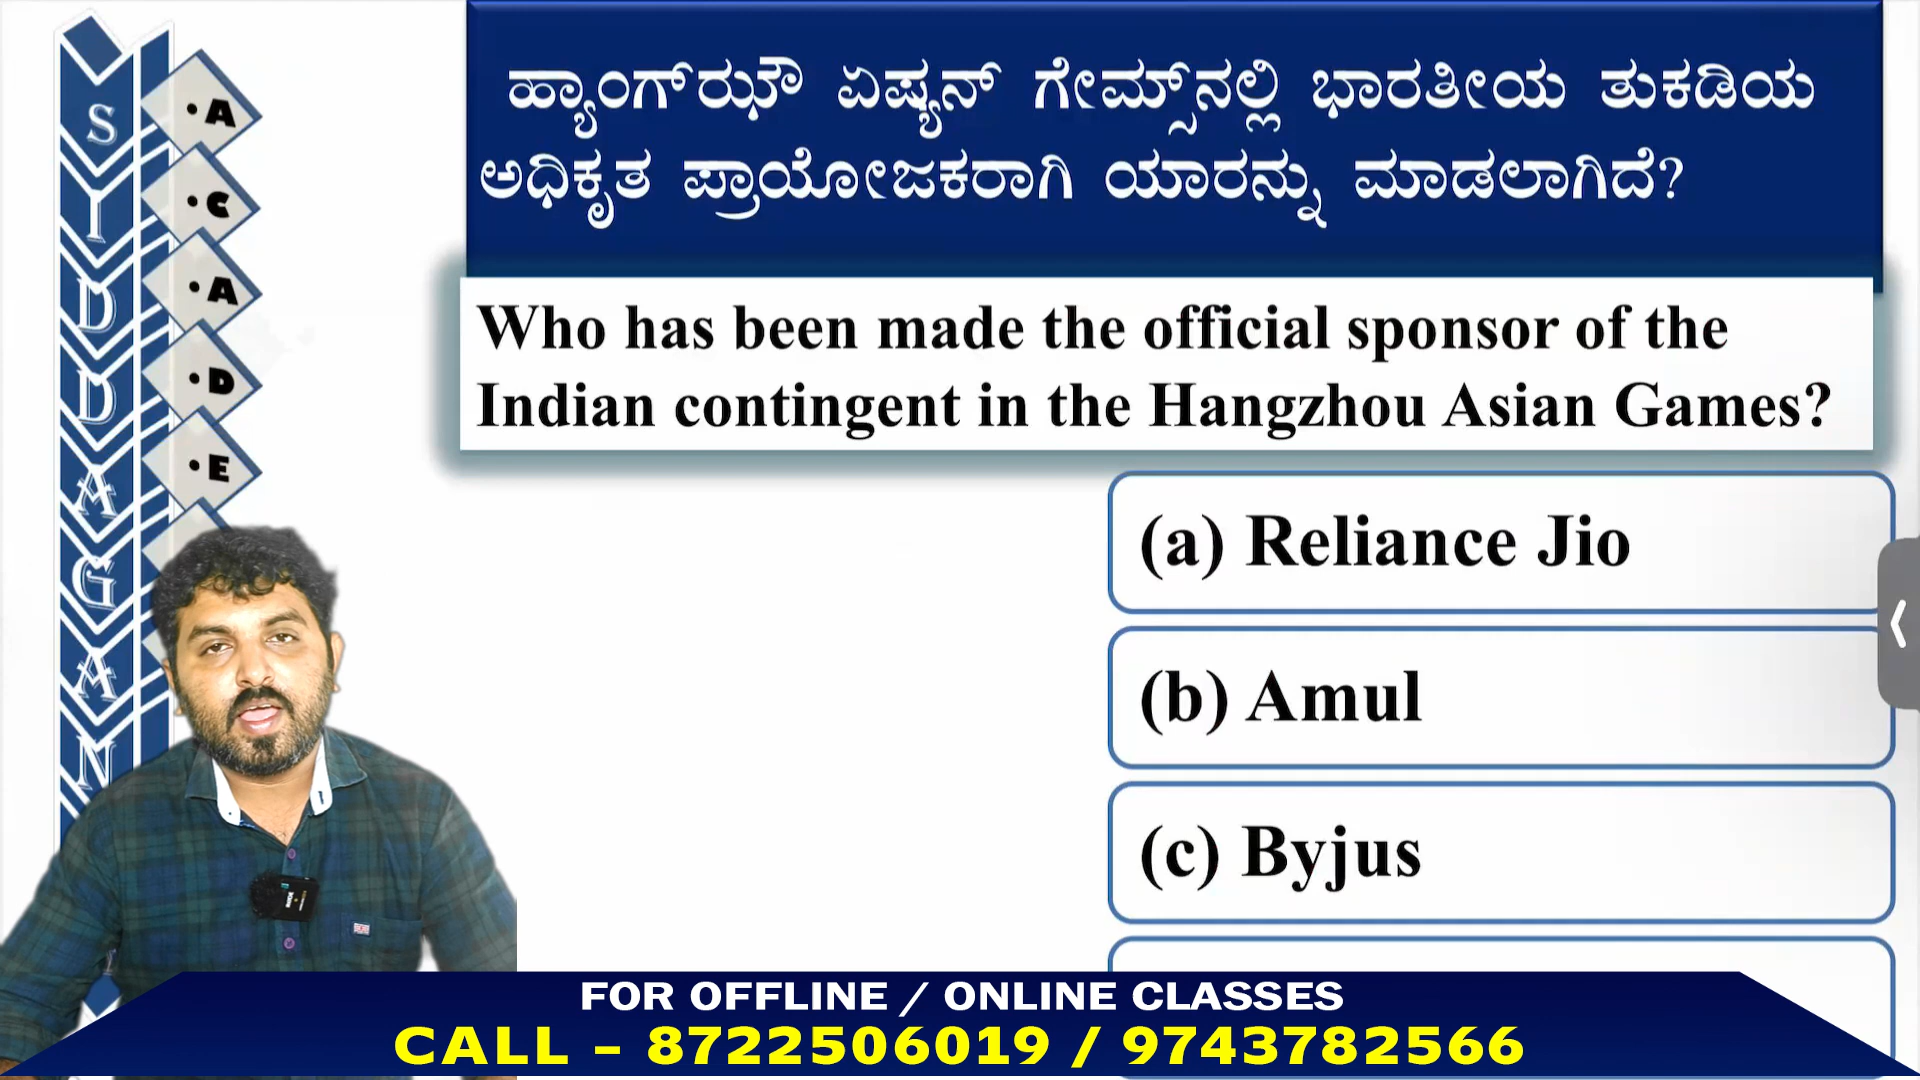 S
Y
D
D
A
G
A
N
• A
• C
• A
• D
• E
ಹ್ಯಾಂಗ್‌ಝೌ ಏಷ್ಯನ್ ಗೇಮ್ಸ್‌ನಲ್ಲಿ ಭಾರತೀಯ ತುಕಡಿಯ
ಅಧಿಕೃತ ಪ್ರಾಯೋಜಕರಾಗಿ ಯಾರನ್ನು ಮಾಡಲಾಗಿದೆ?
Who has been made the official sponsor of the
Indian contingent in the Hangzhou Asian Games?
(a) Reliance Jio
(b) Amul
(c) Byjus
FOR OFFLINE / ONLINE CLASSES
CALL – 8722506019 / 9743782566